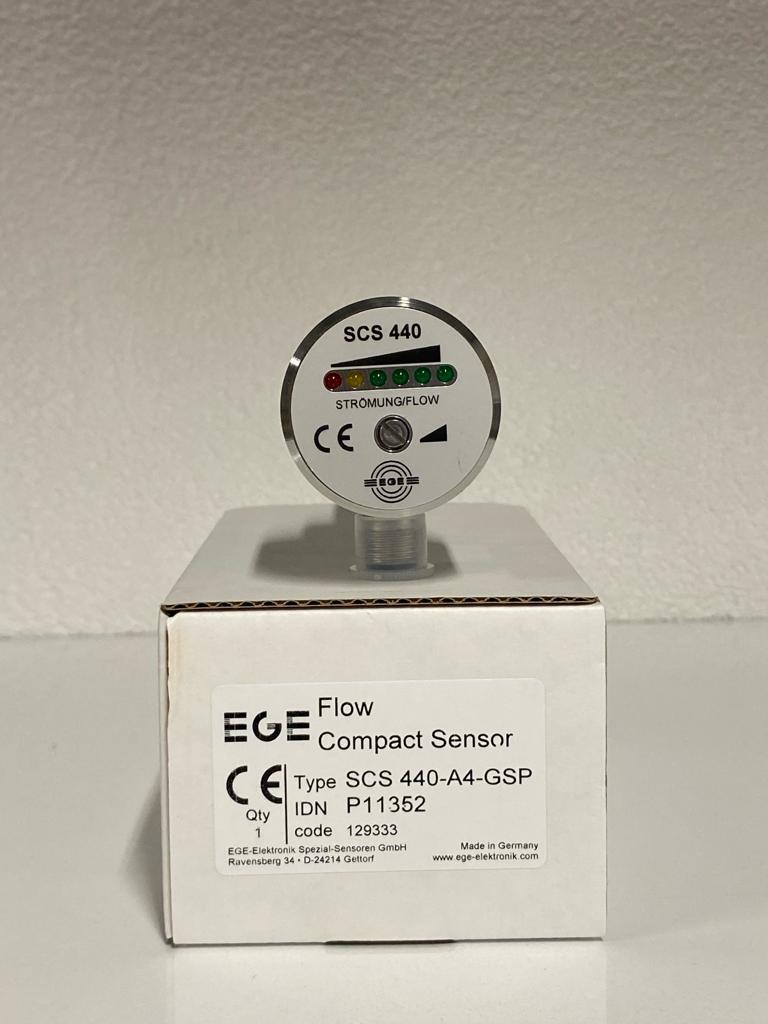 SCS 440
STRÖMUNG/FLOW
CE
EGE
EGE Flow
Compact Sensor
CE Type SCS 440-A4-GSP
IDN P11352
Qty
1 code 129333
EGE-Elektronik Spezial-Sensoren GmbH Made in Germany
Ravensberg 34 • D-24214 Gettorf www.ege-elektronik.com